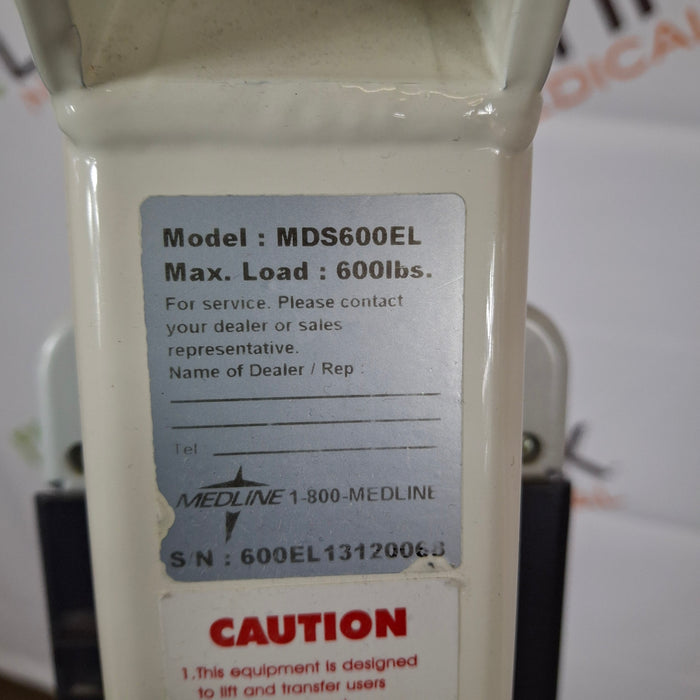 Model : MDS600EL
Max. Load : 600lbs.
For service. Please contact
your dealer or sales
representative.
Name of Dealer / Rep :
Tel
MEDLINE 1-800-MEDLINE
S/N :
CAUTION
1.This equipment is designed
to lift and transfer users